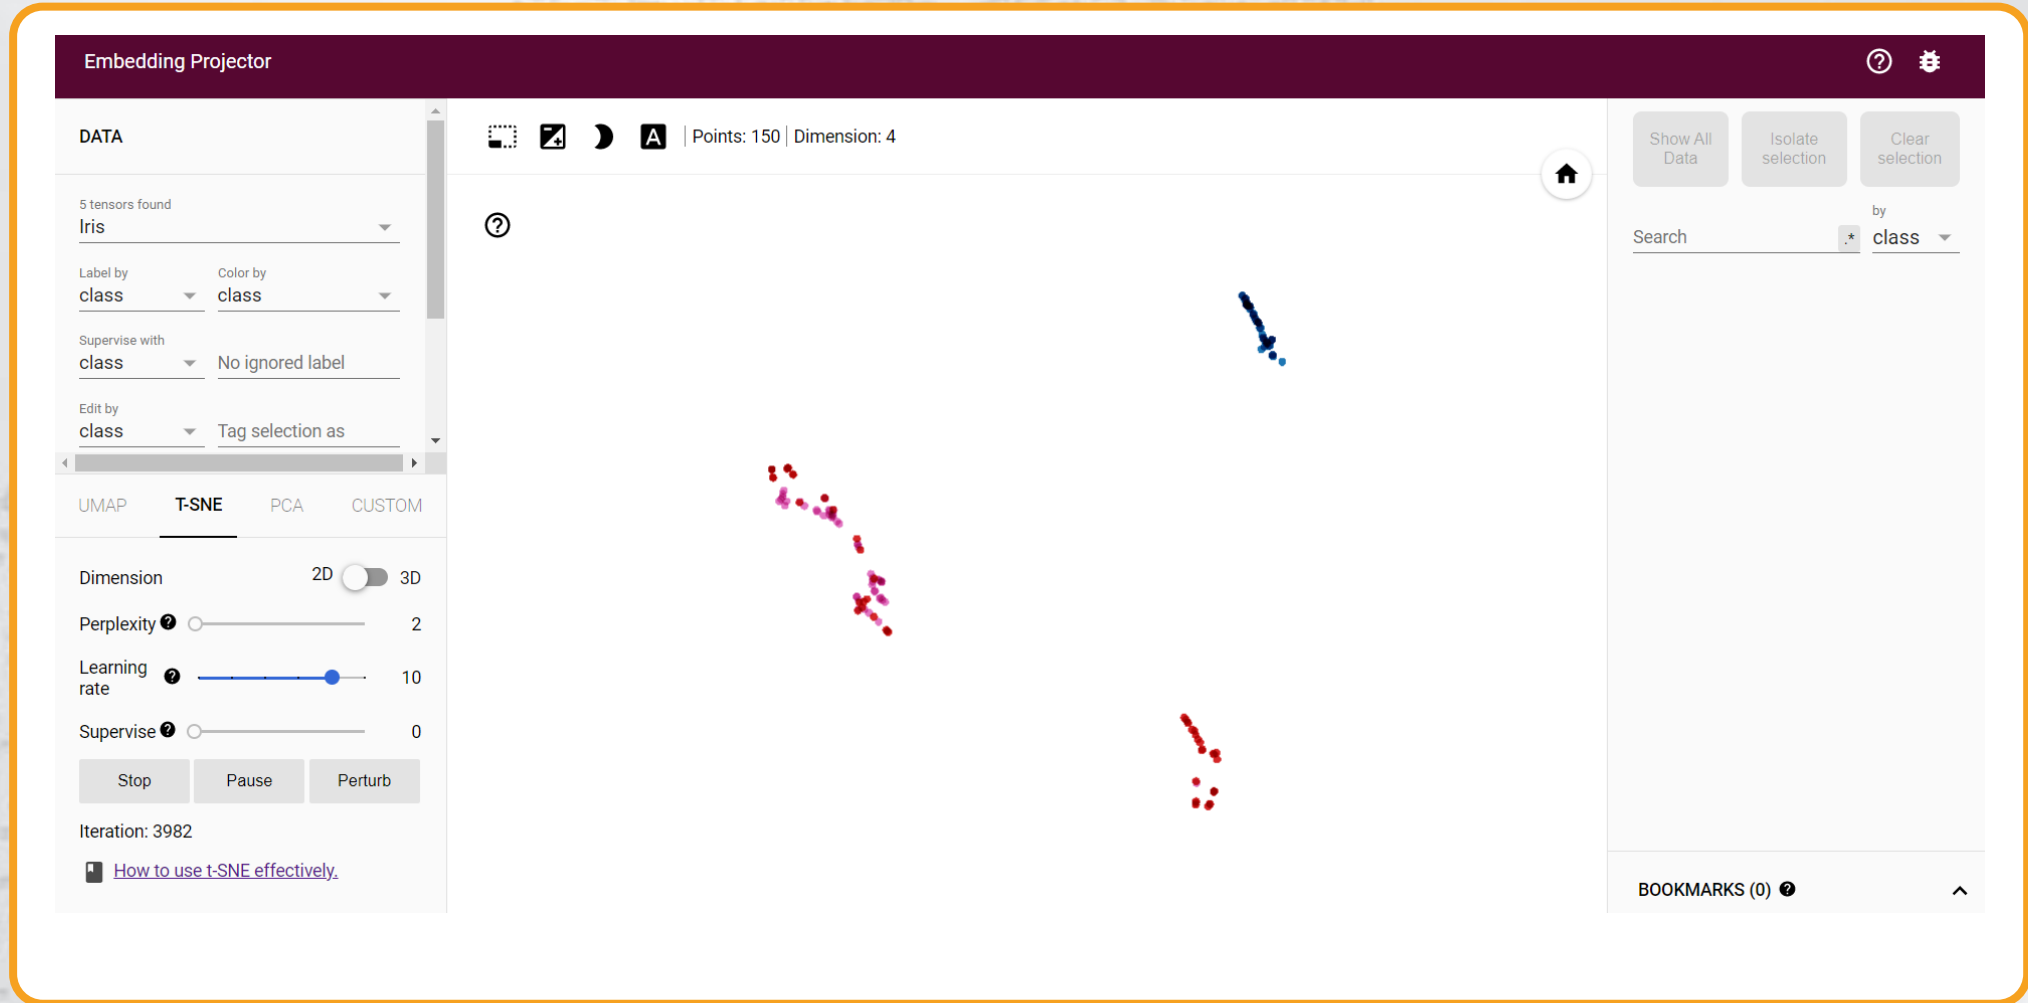 Embedding Projector
DATA
Points: 150 Dimension: 4
Show All Data
Isolate selection
Clear selection
5 tensors found
Iris
by
Search .* class
Label by Color by
class class
Supervise with
class No ignored label
Edit by
class Tag selection as
UMAP T-SNE PCA CUSTOM
Dimension 2D 3D
Perplexity 2
Learning rate 10
Supervise 0
Stop Pause Perturb
Iteration: 3982
How to use t-SNE effectively.
BOOKMARKS (0)